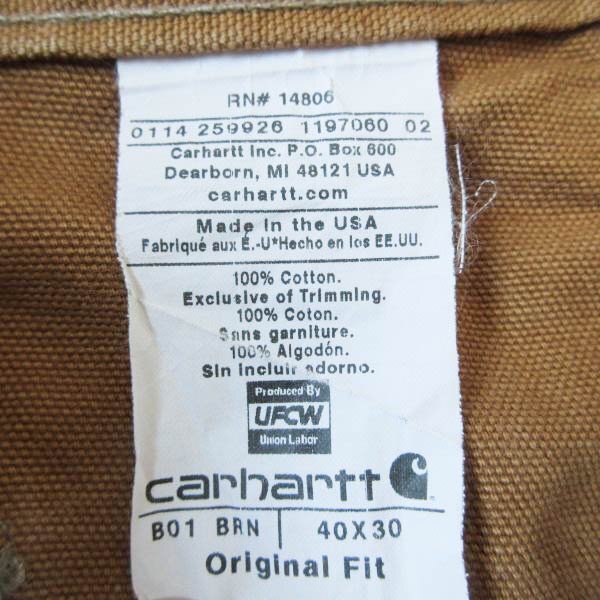 RN# 14806
0114 259926 1197060 02
Carhartt Inc. P.O. Box 600
Dearborn, MI 48121 USA
carhartt.com
Made in the USA
Fabriqué aux É.-U*Hecho en los EE.UU.
100% Cotton.
Exclusive of Trimming.
100% Coton.
Sans garniture.
100% Algodón.
Sin incluir adorno.
Produced By
UFCW
Union Labor
carhartt
B01 BRN | 40X30
Original Fit